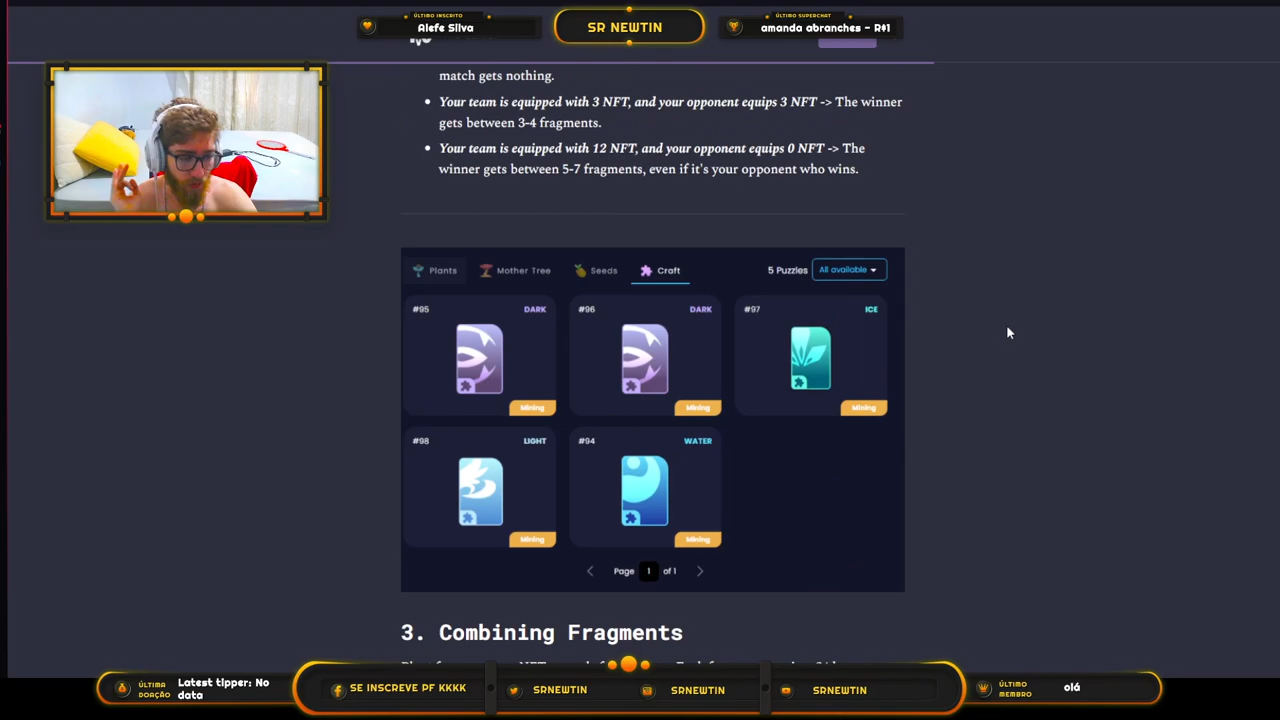 ÚLTIMO INSCRITO
Alefe Silva
SR NEWTIN
ÚLTIMO SUPERCHAT
amanda abranches - R$1
match gets nothing.
• Your team is equipped with 3 NFT, and your opponent equips 3 NFT -> The winner
gets between 3-4 fragments.
• Your team is equipped with 12 NFT, and your opponent equips 0 NFT -> The
winner gets between 5-7 fragments, even if it's your opponent who wins.
Plants
Mother Tree
Seeds
Craft
5 Puzzles
All available
#95 DARK
#96 DARK
#97 ICE
Mining
Mining
Mining
#98 LIGHT
#94 WATER
Mining
Mining
Page 1 of 1
3. Combining Fragments
ÚLTIMA
DOAÇÃO
Latest tipper: No
data
SE INSCREVE PF KKKK
SRNEWTIN
SRNEWTIN
SRNEWTIN
ÚLTIMO
MEMBRO
olá